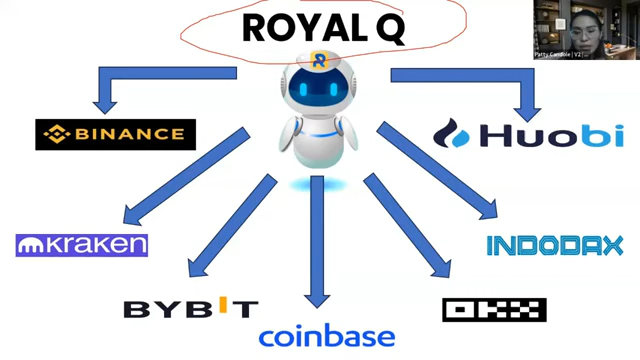 ROYAL Q
R
BINANCE
Huobi
kraken
INDODAX
BYBIT
OKX
coinbase
Patty Candole | V2 |